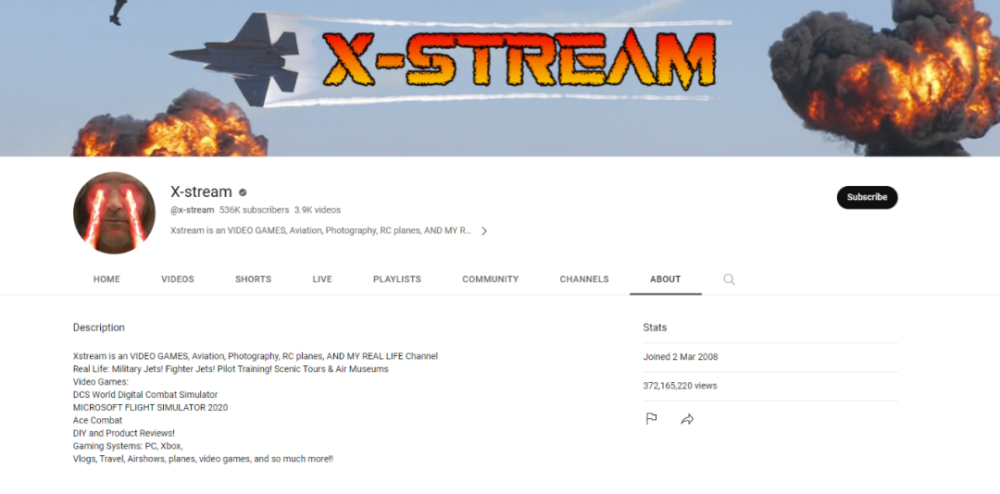 X-STREAM
X-stream
@x-stream 536K subscribers 3.9K videos
Xstream is an VIDEO GAMES, Aviation, Photography, RC planes, AND MY R...
Subscribe
HOME VIDEOS SHORTS LIVE PLAYLISTS COMMUNITY CHANNELS ABOUT
Description
Xstream is an VIDEO GAMES, Aviation, Photography, RC planes, AND MY REAL LIFE Channel
Real Life: Military Jets! Fighter Jets! Pilot Training! Scenic Tours & Air Museums
Video Games:
DCS World Digital Combat Simulator
MICROSOFT FLIGHT SIMULATOR 2020
Ace Combat
DIY and Product Reviews!
Gaming Systems: PC, Xbox,
Vlogs, Travel, Airshows, planes, video games, and so much more!!
Stats
Joined 2 Mar 2008
372,165,220 views